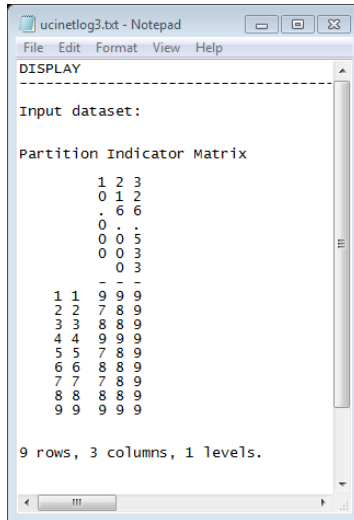 ucinetlog3.txt - Notepad
File Edit Format View Help
DISPLAY
--------------------------------------------------------------------------------
Input dataset:
Partition Indicator Matrix
1 2 3
0 1 2
. 6 6
0 . .
0 0 5
0 0 3
0 3
- - -
1 1 9 9 9
2 2 7 8 9
3 3 8 8 9
4 4 9 9 9
5 5 7 8 9
6 6 8 8 9
7 7 7 8 9
8 8 8 8 9
9 9 9 9 9
9 rows, 3 columns, 1 levels.